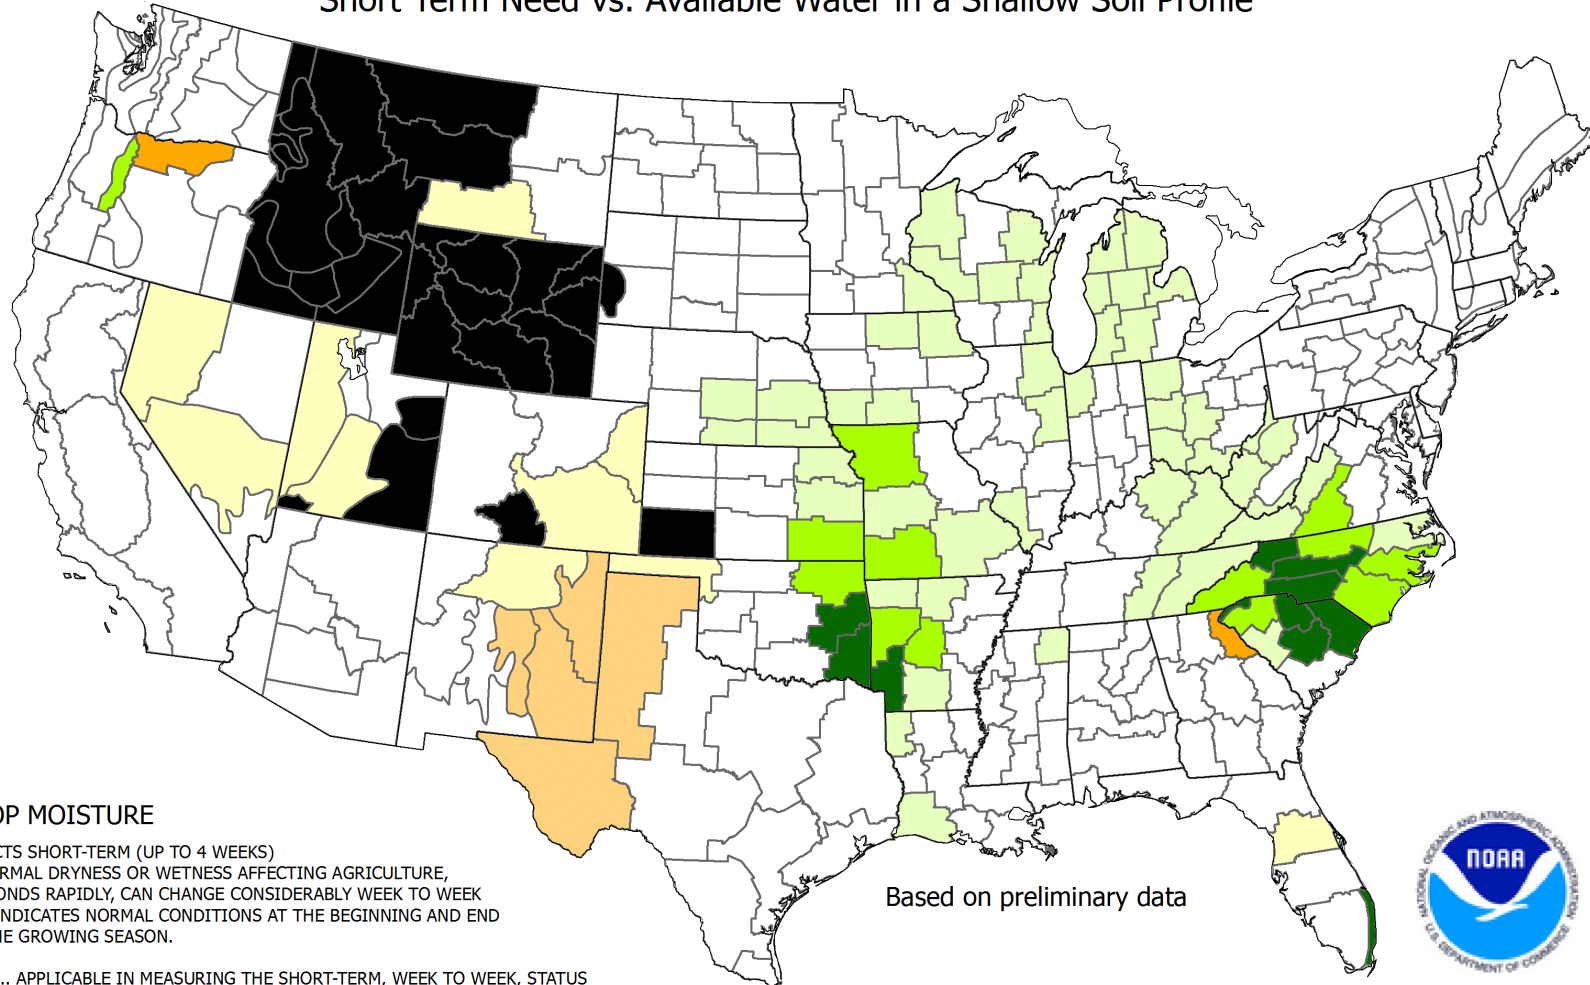 Short Term Need vs. Available Water in a Shallow Soil Profile
OP MOISTURE
CTS SHORT-TERM (UP TO 4 WEEKS)
RMAL DRYNESS OR WETNESS AFFECTING AGRICULTURE,
ONDS RAPIDLY, CAN CHANGE CONSIDERABLY WEEK TO WEEK
NDICATES NORMAL CONDITIONS AT THE BEGINNING AND END
HE GROWING SEASON.
.. APPLICABLE IN MEASURING THE SHORT-TERM, WEEK TO WEEK, STATUS
Based on preliminary data
NATIONAL OCEANIC AND ATMOSPHERIC ADMINISTRATION
NOAA
U.S. DEPARTMENT OF COMMERCE